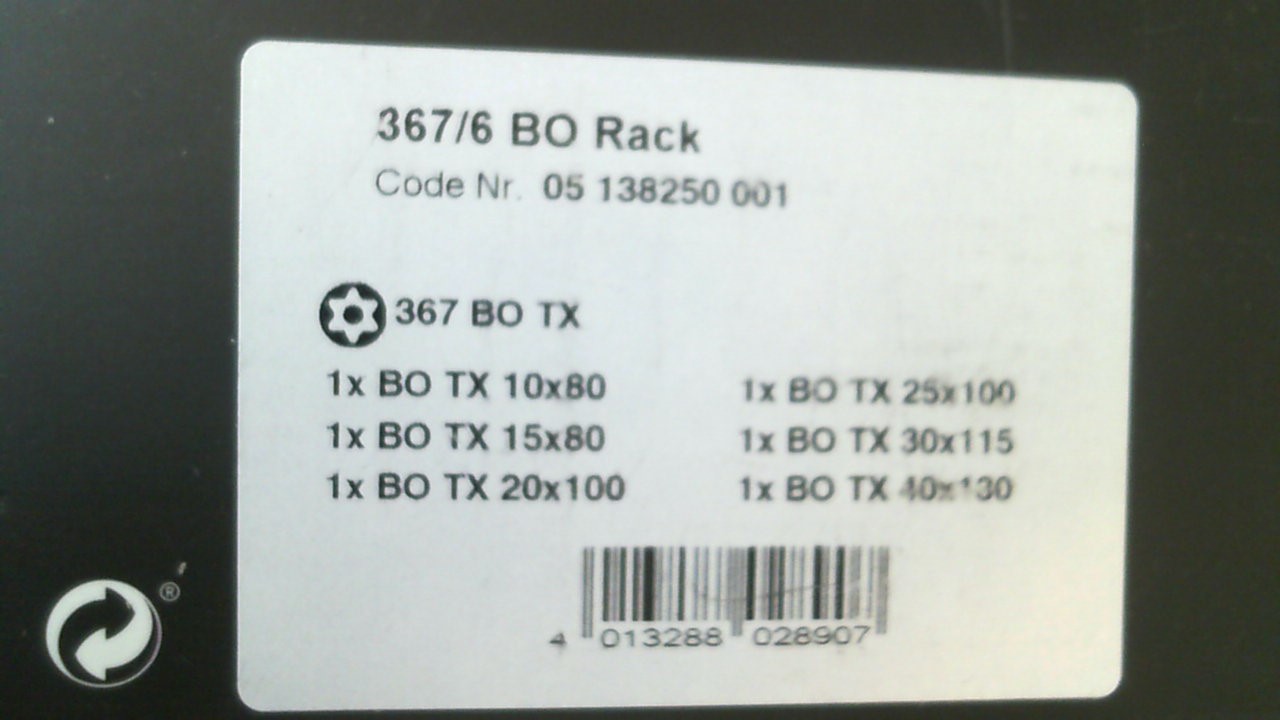 367/6 BO Rack
Code Nr. 05 138250 001
367 BO TX
1x BO TX 10x80
1x BO TX 15x80
1x BO TX 20x100
1x BO TX 25x100
1x BO TX 30x115
1x BO TX 40x130
4 013288 028907
®